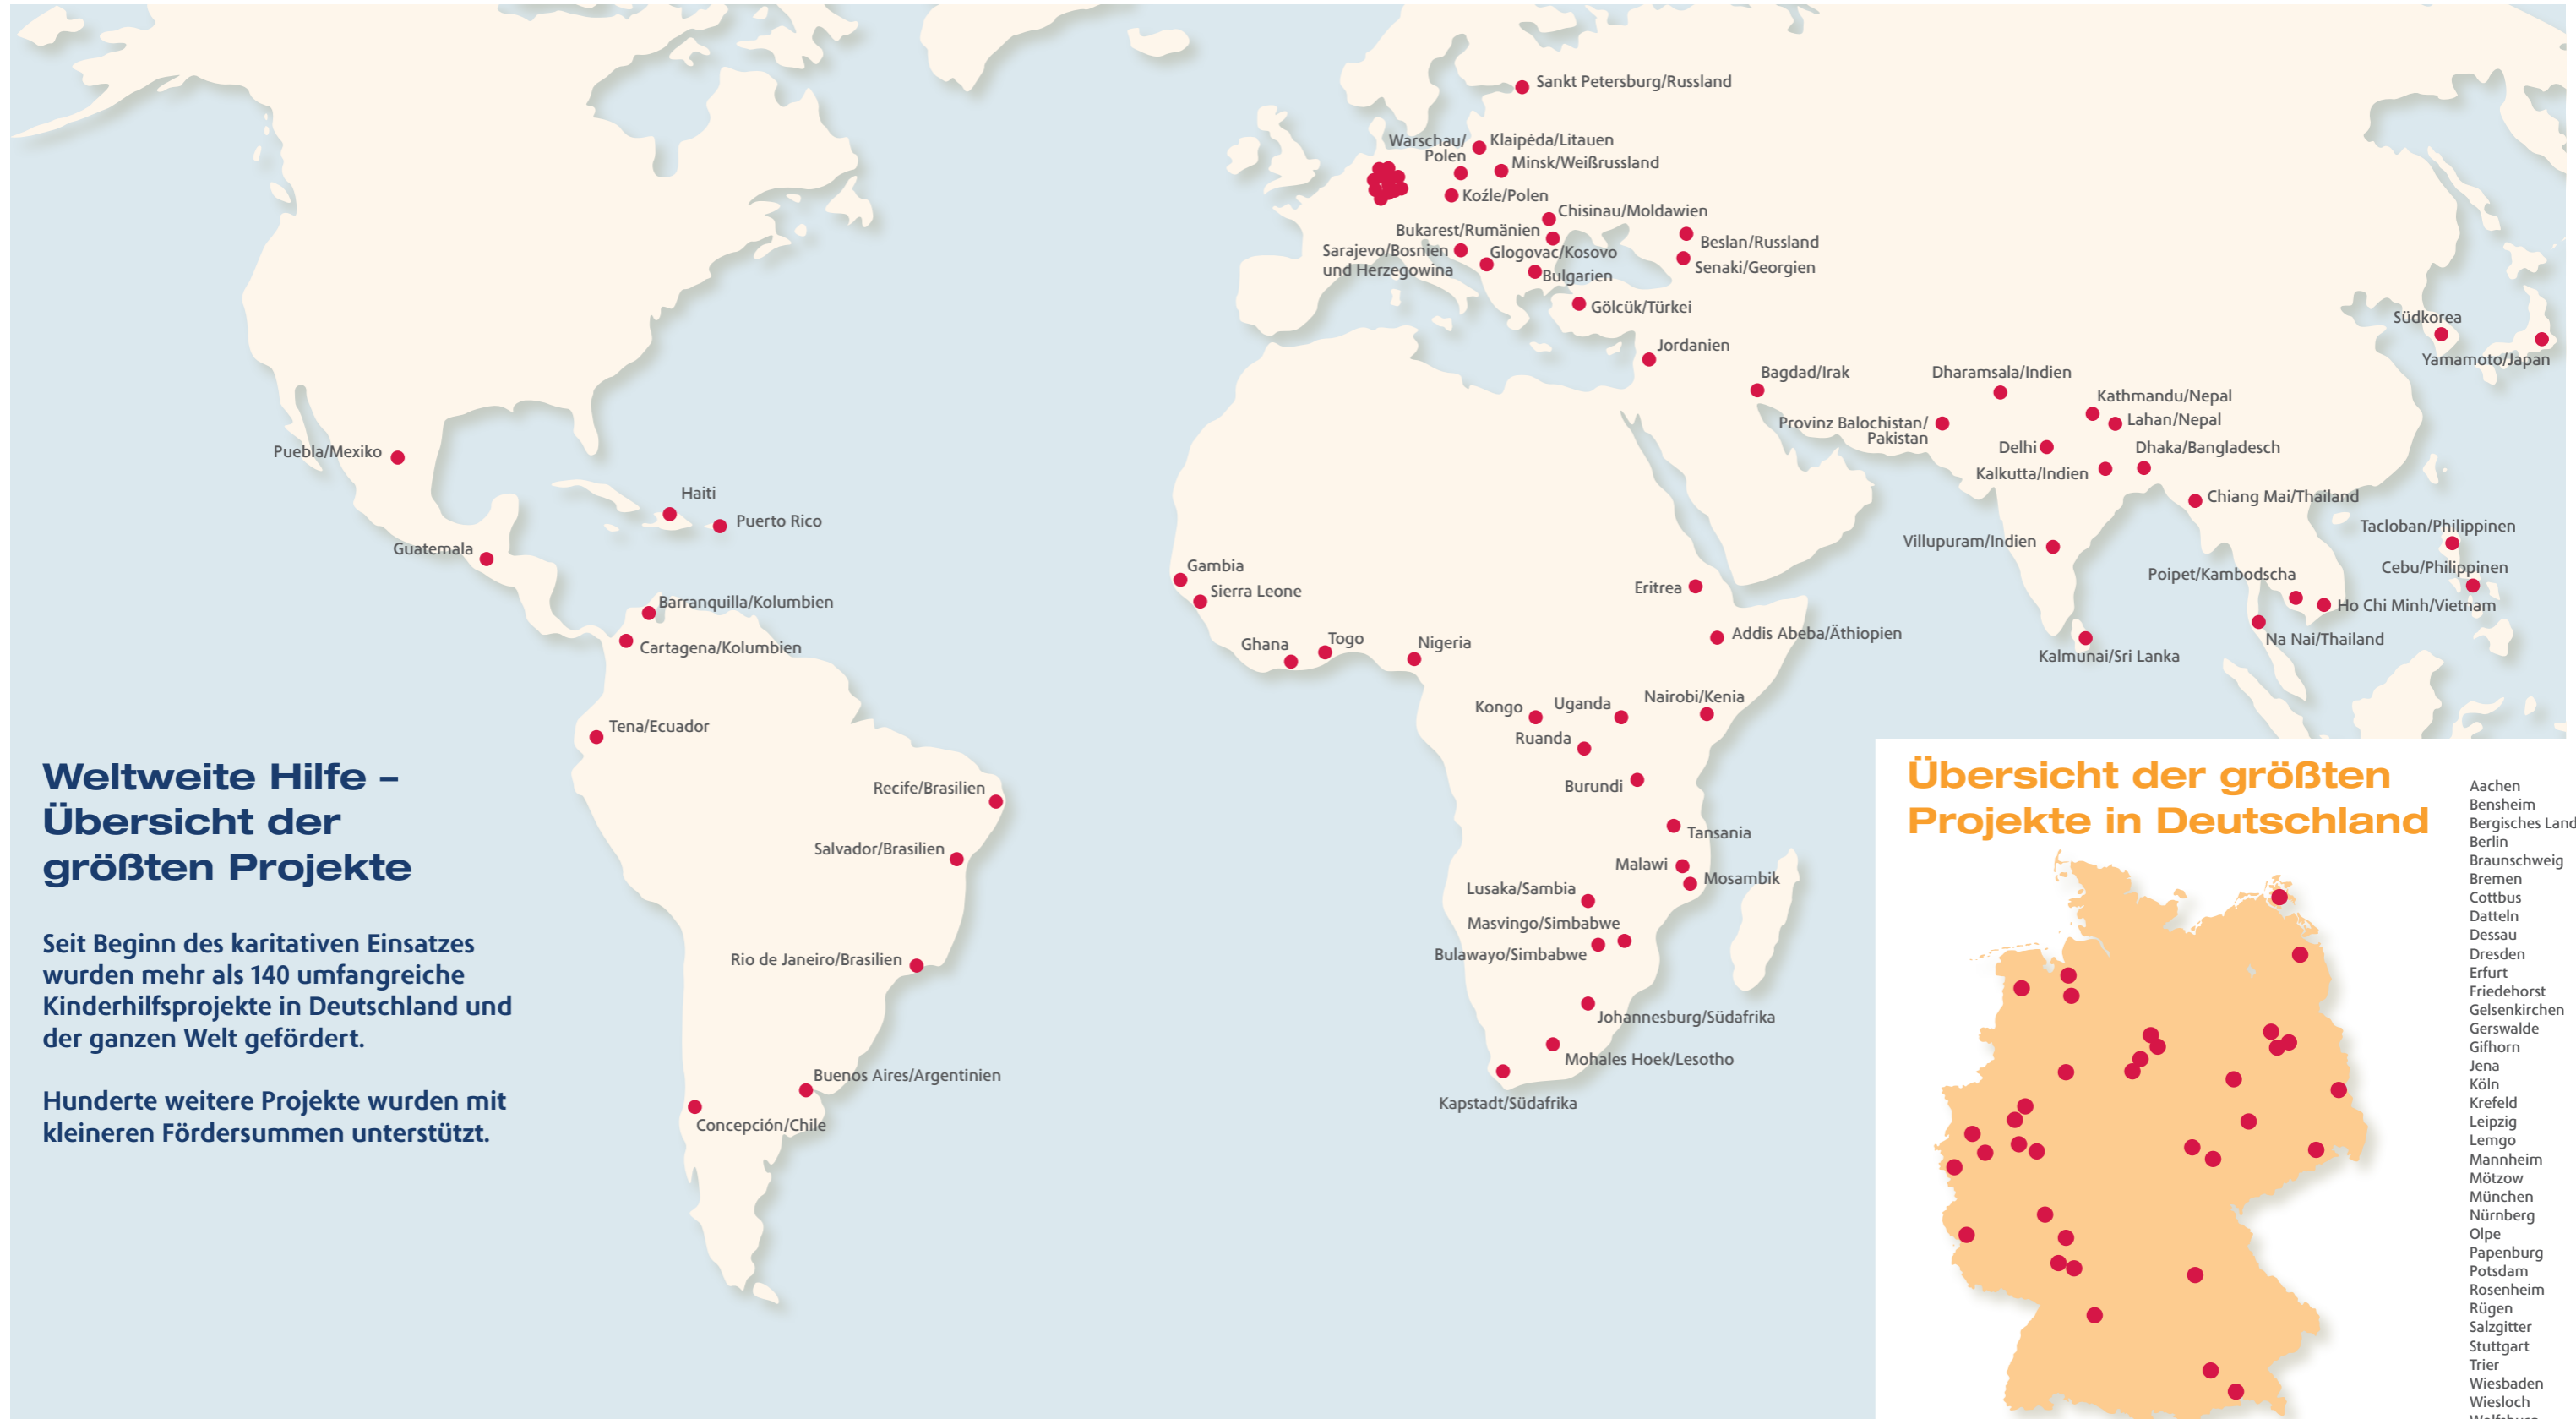 Sankt Petersburg/Russland
Warschau/
Polen
Klaipėda/Litauen
Minsk/Weißrussland
Koźle/Polen
Chisinau/Moldawien
Bukarest/Rumänien
Beslan/Russland
Sarajevo/Bosnien
und Herzegowina
Glogovac/Kosovo
Senaki/Georgien
Bulgarien
Gölcük/Türkei
Südkorea
Jordanien
Yamamoto/Japan
Bagdad/Irak
Dharamsala/Indien
Kathmandu/Nepal
Provinz Balochistan/
Pakistan
Lahan/Nepal
Delhi
Dhaka/Bangladesch
Puebla/Mexiko
Kalkutta/Indien
Haiti
Chiang Mai/Thailand
Puerto Rico
Tacloban/Philippinen
Guatemala
Villupuram/Indien
Gambia
Cebu/Philippinen
Poipet/Kambodscha
Sierra Leone
Eritrea
Barranquilla/Kolumbien
Ho Chi Minh/Vietnam
Addis Abeba/Äthiopien
Cartagena/Kolumbien
Ghana
Togo
Nigeria
Na Nai/Thailand
Kalmunai/Sri Lanka
Kongo
Uganda
Nairobi/Kenia
Tena/Ecuador
Ruanda
Recife/Brasilien
Burundi
Tansania
Salvador/Brasilien
Malawi
Mosambik
Lusaka/Sambia
Masvingo/Simbabwe
Bulawayo/Simbabwe
Rio de Janeiro/Brasilien
Johannesburg/Südafrika
Mohales Hoek/Lesotho
Buenos Aires/Argentinien
Kapstadt/Südafrika
Concepción/Chile
Weltweite Hilfe –
Übersicht der
größten Projekte
Seit Beginn des karitativen Einsatzes
wurden mehr als 140 umfangreiche
Kinderhilfsprojekte in Deutschland und
der ganzen Welt gefördert.
Hunderte weitere Projekte wurden mit
kleineren Fördersummen unterstützt.
Übersicht der größten
Projekte in Deutschland
Aachen
Bensheim
Bergisches Land
Berlin
Braunschweig
Bremen
Cottbus
Datteln
Dessau
Dresden
Erfurt
Friedehorst
Gelsenkirchen
Gerswalde
Gifhorn
Jena
Köln
Krefeld
Leipzig
Lemgo
Mannheim
Mötzow
München
Nürnberg
Olpe
Papenburg
Potsdam
Rosenheim
Rügen
Salzgitter
Stuttgart
Trier
Wiesbaden
Wiesloch